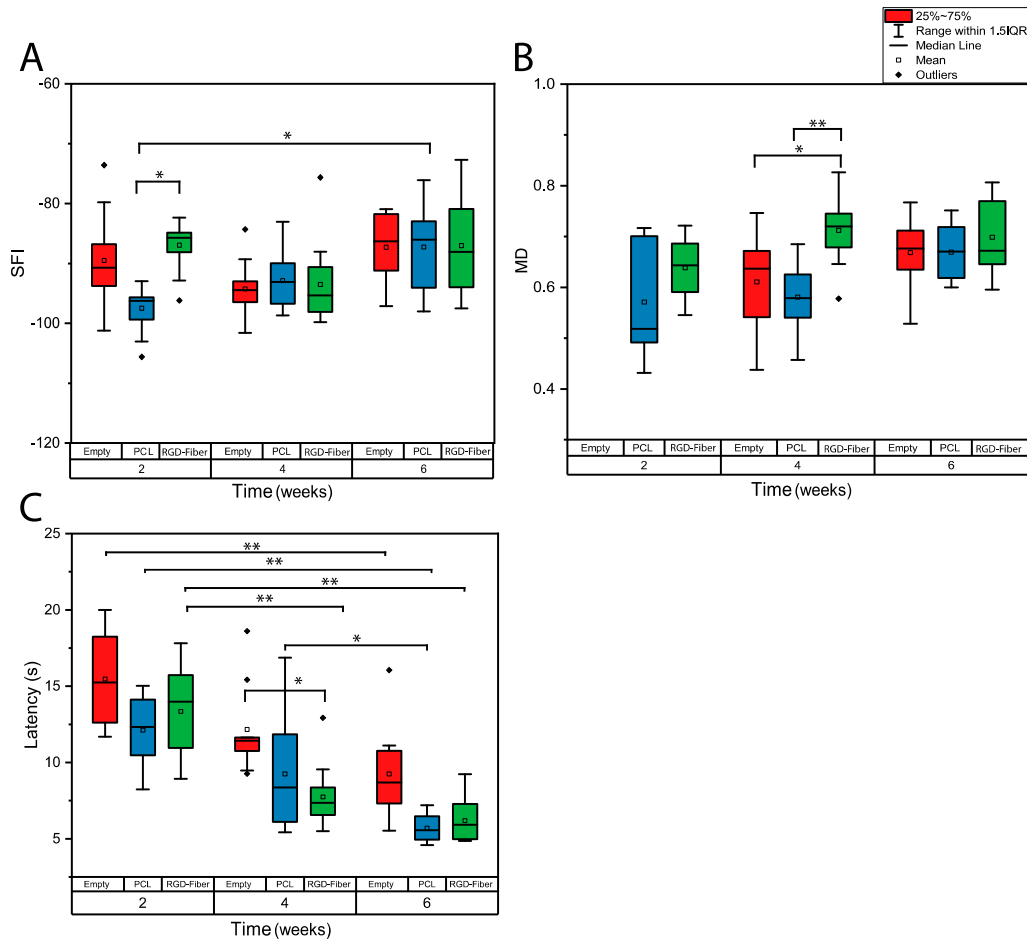 25%~75%
Range within 1.5IQR
Median Line
Mean
Outliers
A
SFI
-60
-80
-100
-120
*
*
Empty PCL RGD-Fiber Empty PCL RGD-Fiber Empty PCL RGD-Fiber
2 4 6
Time (weeks)
B
MD
1.0
0.8
0.6
0.4
**
*
Empty PCL RGD-Fiber Empty PCL RGD-Fiber Empty PCL RGD-Fiber
2 4 6
Time (weeks)
C
Latency (s)
25
20
15
10
5
**
**
**
**
*
*
Empty PCL RGD-Fiber Empty PCL RGD-Fiber Empty PCL RGD-Fiber
2 4 6
Time (weeks)